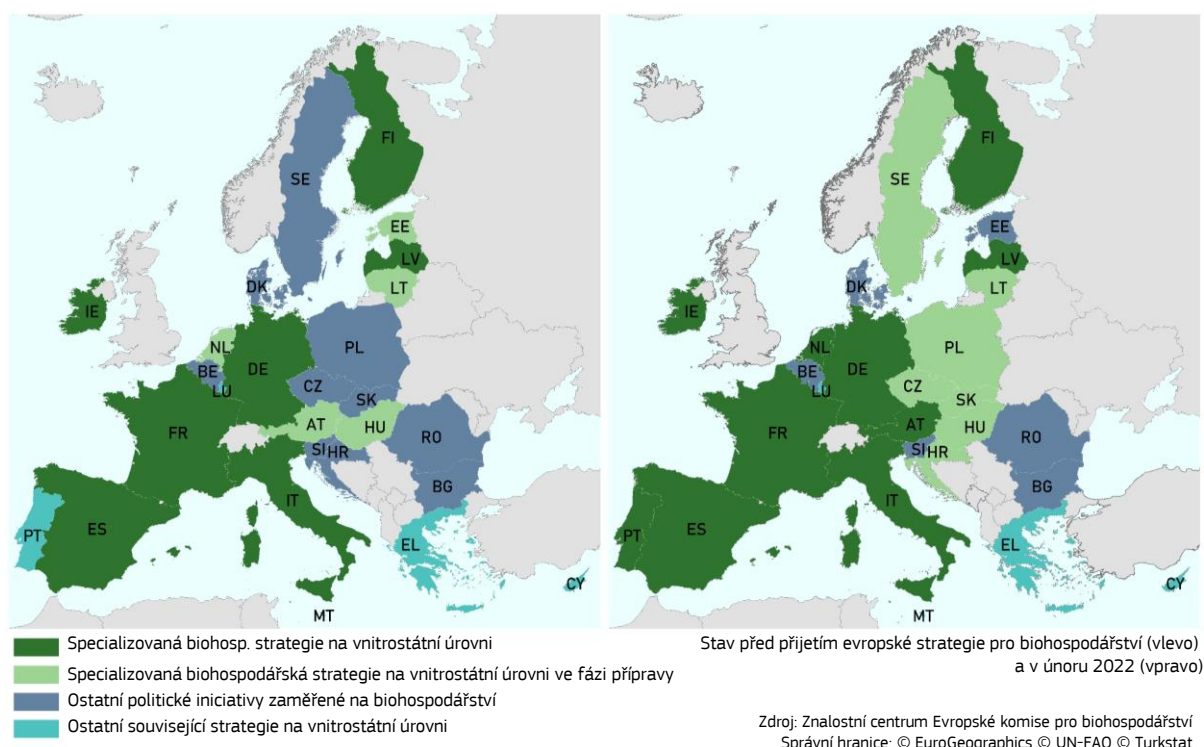 FI
SE
EE
LV
LT
DK
IE
NL
BE
LU
DE
PL
CZ
SK
FR
AT
HU
SI
HR
RO
BG
IT
PT
ES
EL
CY
MT
FI
SE
EE
LV
LT
DK
IE
NL
BE
LU
DE
PL
CZ
SK
FR
AT
HU
SI
HR
RO
BG
IT
PT
ES
EL
CY
MT
Specializovaná biohosp. strategie na vnitrostátní úrovni
Specializovaná biohospodářská strategie na vnitrostátní úrovni ve fázi přípravy
Ostatní politické iniciativy zaměřené na biohospodářství
Ostatní související strategie na vnitrostátní úrovni
Stav před přijetím evropské strategie pro biohospodářství (vlevo)
a v únoru 2022 (vpravo)
Zdroj: Znalostní centrum Evropské komise pro biohospodářství
Správní hranice: © EuroGeographics © UN-FAO © Turkstat